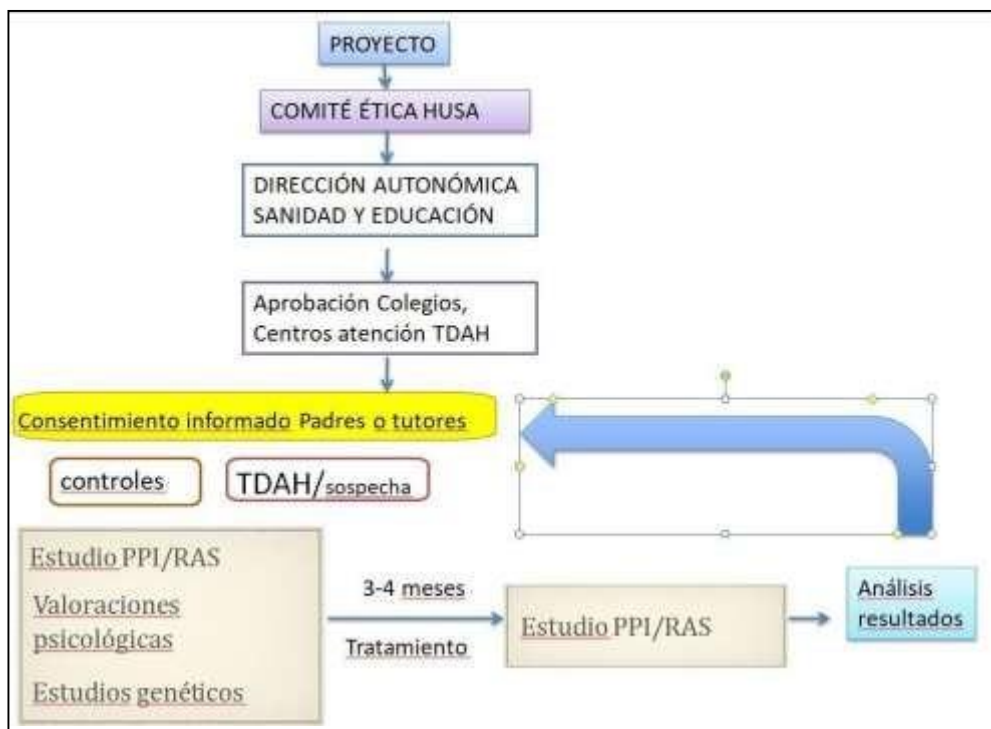 PROYECTO
COMITÉ ÉTICA HUSA
DIRECCIÓN AUTONÓMICA
SANIDAD Y EDUCACIÓN
Aprobación Colegios,
Centros atención TDAH
Consentimiento informado Padres o tutores
controles
TDAH/sospecha
Estudio PPI/RAS
Valoraciones
psicológicas
Estudios genéticos
3-4 meses
Tratamiento
Estudio PPI/RAS
Análisis
resultados